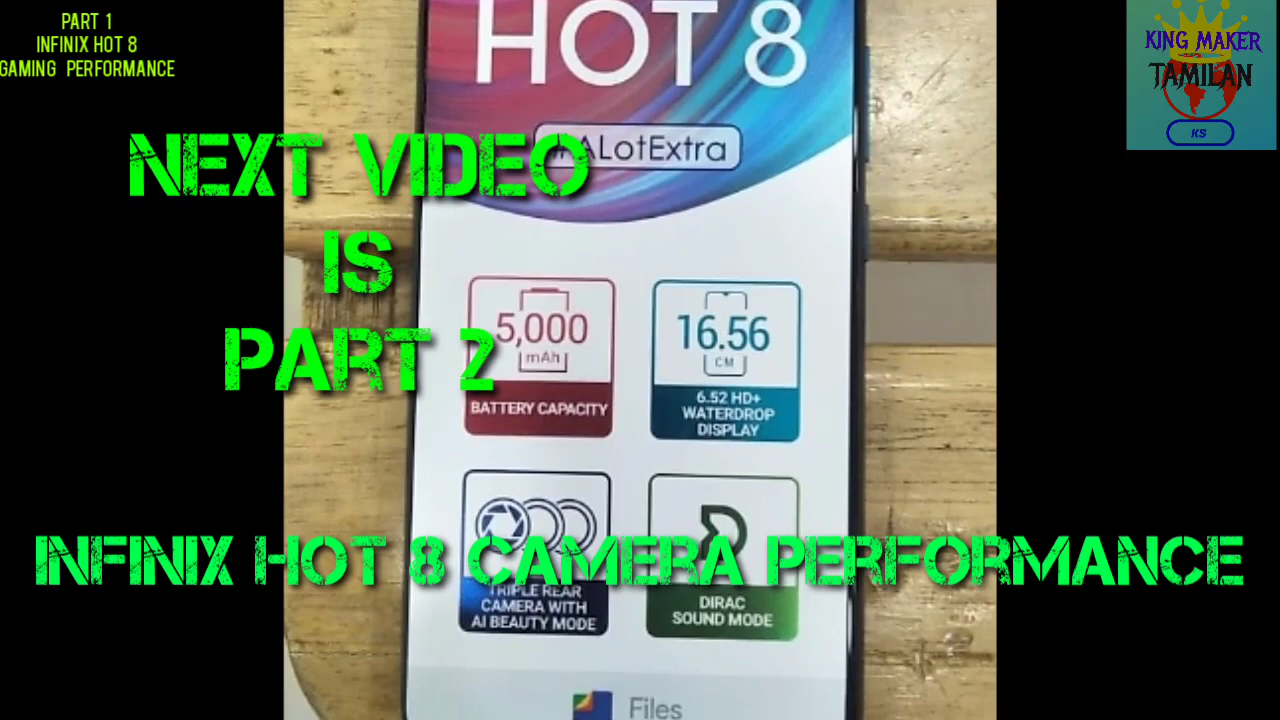 PART 1
INFINIX HOT 8
GAMING PERFORMANCE
KING MAKER
TAMILAN
KS
HOT 8
#ALotExtra
NEXT VIDEO
IS
PART 2
5,000
mAh
BATTERY CAPACITY
16.56
CM
6.52 HD+
WATERDROP
DISPLAY
INFINIX HOT 8 CAMERA PERFORMANCE
TRIPLE REAR
CAMERA WITH
AI BEAUTY MODE
DIRAC
SOUND MODE
Files